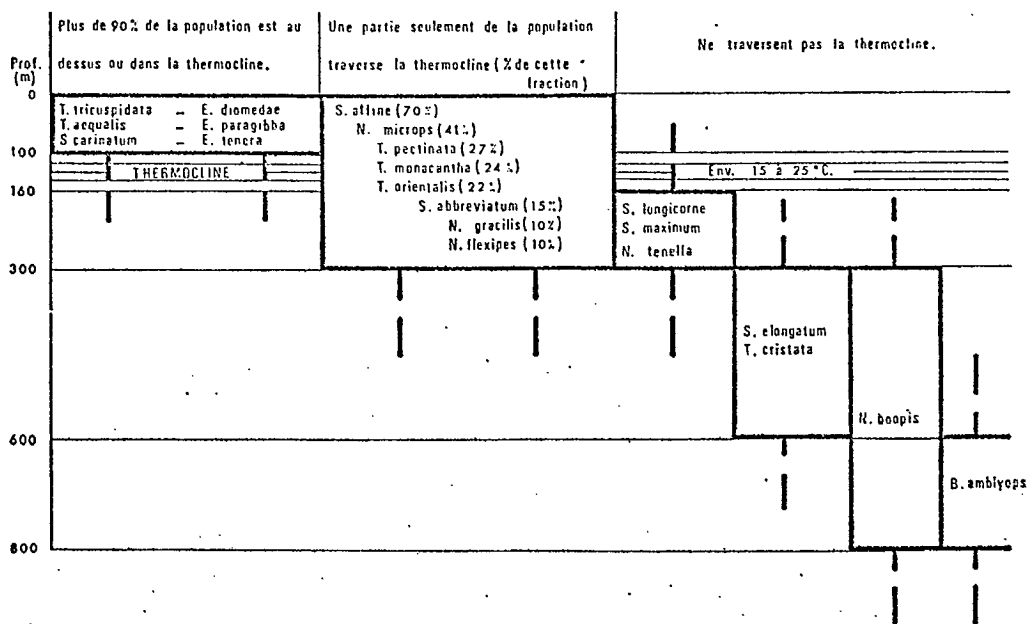 Plus de 90% de la population est au
dessus ou dans la thermocline.
Une partie seulement de la population
traverse la thermocline (% de cette
fraction)
Ne traversent pas la thermocline.
Prof.
(m)
0
T. tricuspidata – E. diomedae
T. aequalis – E. paragibba
S carinatum – E. tenera
S. affine (70%)
N. microps (41%)
T. pectinata (27%)
T. monacantha (24%)
T. orientalis (22%)
S. abbreviatum (15%)
N. gracilis (10%)
N. flexipes (10%)
100
THERMOCLINE
Env. 15 à 25°C.
160
S. longicorne
S. maximum
N. tenella
300
S. elongatum
T. cristata
N. boopis
600
B. amblyops
800